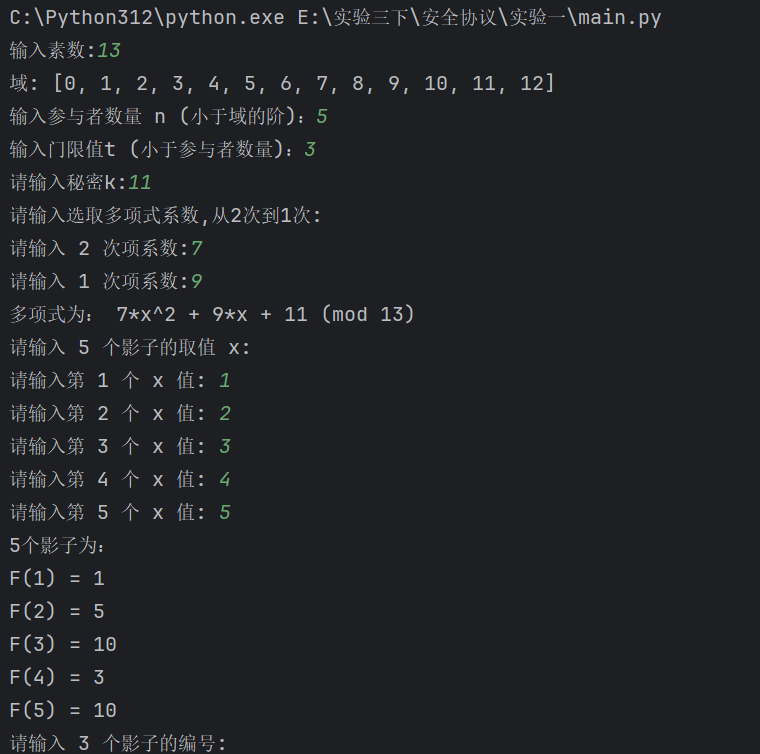 C:\Python312\python.exe E:\实验三下\安全协议\实验一\main.py
输入素数:13
域: [0, 1, 2, 3, 4, 5, 6, 7, 8, 9, 10, 11, 12]
输入参与者数量 n (小于域的阶)：5
输入门限值t (小于参与者数量)：3
请输入秘密k:11
请输入选取多项式系数,从2次到1次:
请输入 2 次项系数:7
请输入 1 次项系数:9
多项式为： 7*x^2 + 9*x + 11 (mod 13)
请输入 5 个影子的取值 x:
请输入第 1 个 x 值: 1
请输入第 2 个 x 值: 2
请输入第 3 个 x 值: 3
请输入第 4 个 x 值: 4
请输入第 5 个 x 值: 5
5个影子为：
F(1) = 1
F(2) = 5
F(3) = 10
F(4) = 3
F(5) = 10
请输入 3 个影子的编号: